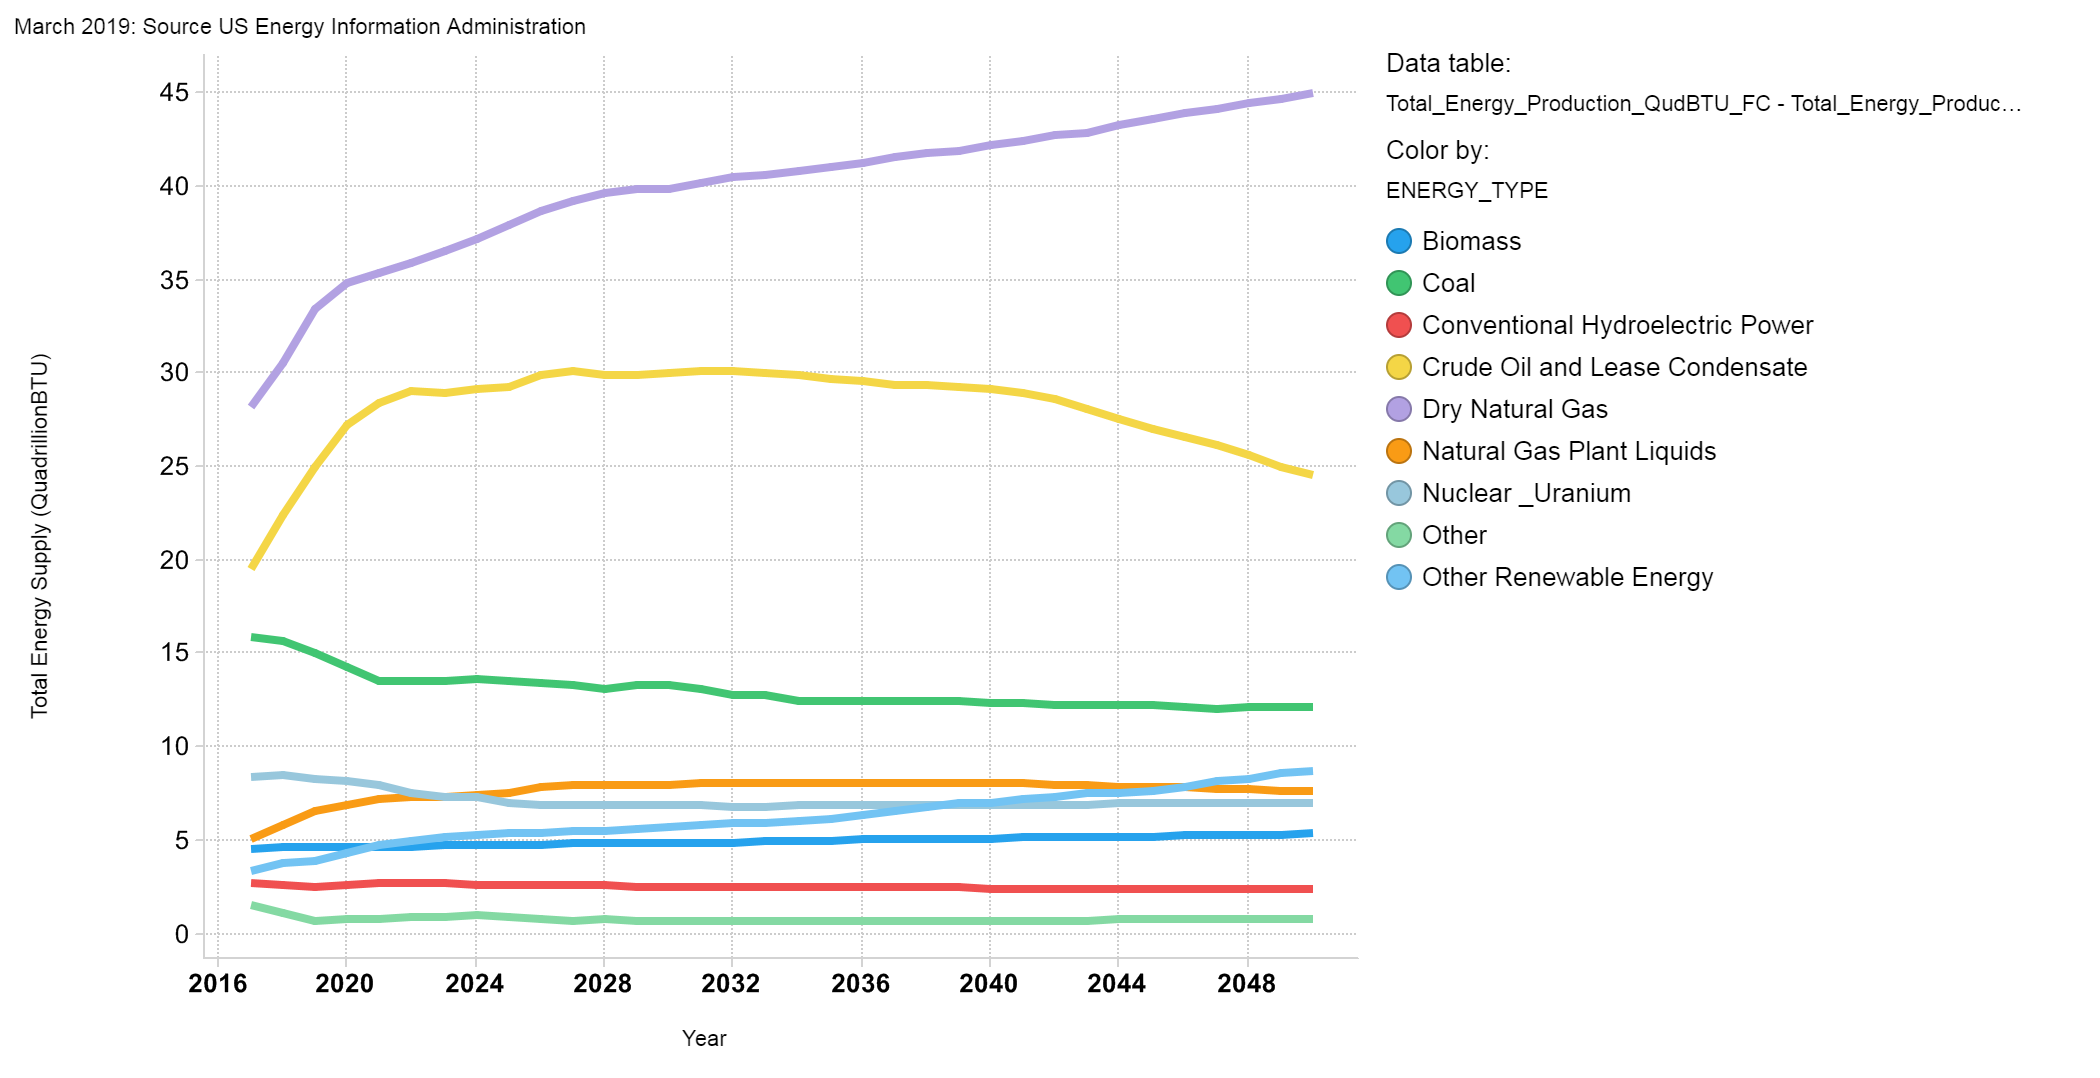 March 2019: Source US Energy Information Administration
Data table:
Total_Energy_Production_QudBTU_FC - Total_Energy_Produc…
Color by:
ENERGY_TYPE
Biomass
Coal
Conventional Hydroelectric Power
Crude Oil and Lease Condensate
Dry Natural Gas
Natural Gas Plant Liquids
Nuclear _Uranium
Other
Other Renewable Energy
Total Energy Supply (QuadrillionBTU)
45
40
35
30
25
20
15
10
5
0
2016 2020 2024 2028 2032 2036 2040 2044 2048
Year